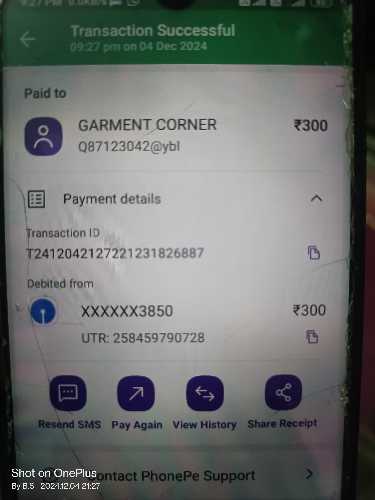 Transaction Successful
09:27 pm on 04 Dec 2024
Paid to
GARMENT CORNER ₹300
Q87123042@ybl
Payment details
Transaction ID
T2412042127221231826887
Debited from
XXXXXX3850 ₹300
UTR: 258459790728
Resend SMS Pay Again View History Share Receipt
Contact PhonePe Support
Shot on OnePlus
By B.S 2024.12.04 21:27